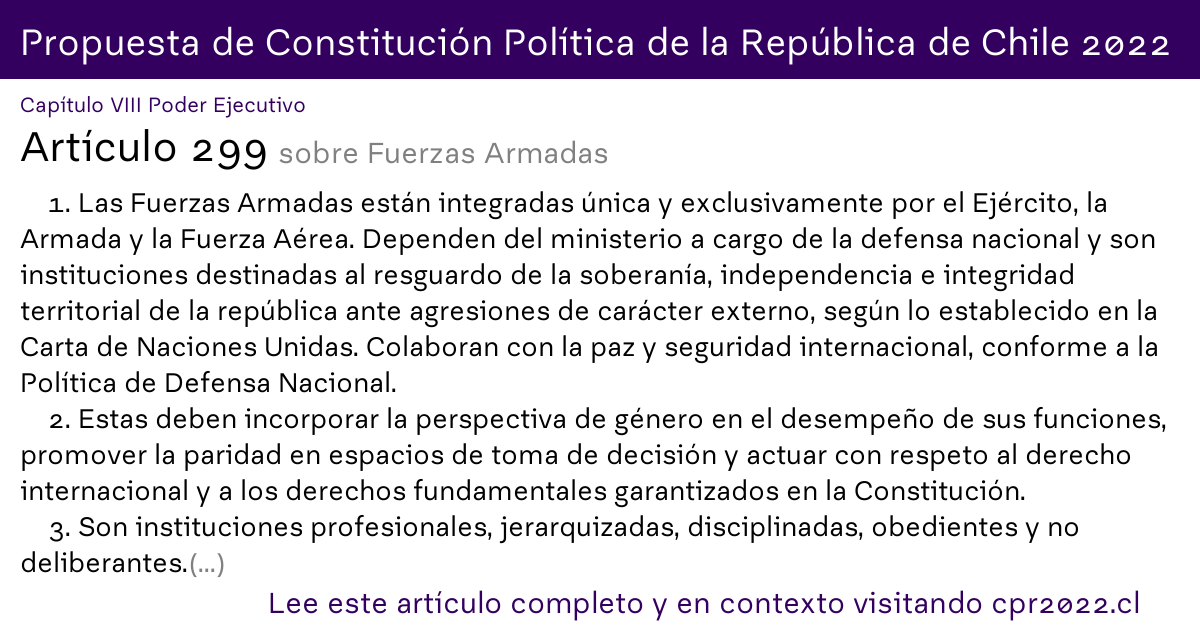 Propuesta de Constitución Política de la República de Chile 2022
Capítulo VIII Poder Ejecutivo
Artículo 299 sobre Fuerzas Armadas
1. Las Fuerzas Armadas están integradas única y exclusivamente por el Ejército, la
Armada y la Fuerza Aérea. Dependen del ministerio a cargo de la defensa nacional y son
instituciones destinadas al resguardo de la soberanía, independencia e integridad
territorial de la república ante agresiones de carácter externo, según lo establecido en la
Carta de Naciones Unidas. Colaboran con la paz y seguridad internacional, conforme a la
Política de Defensa Nacional.
2. Estas deben incorporar la perspectiva de género en el desempeño de sus funciones,
promover la paridad en espacios de toma de decisión y actuar con respeto al derecho
internacional y a los derechos fundamentales garantizados en la Constitución.
3. Son instituciones profesionales, jerarquizadas, disciplinadas, obedientes y no
deliberantes.(...)
Lee este artículo completo y en contexto visitando cpr2022.cl